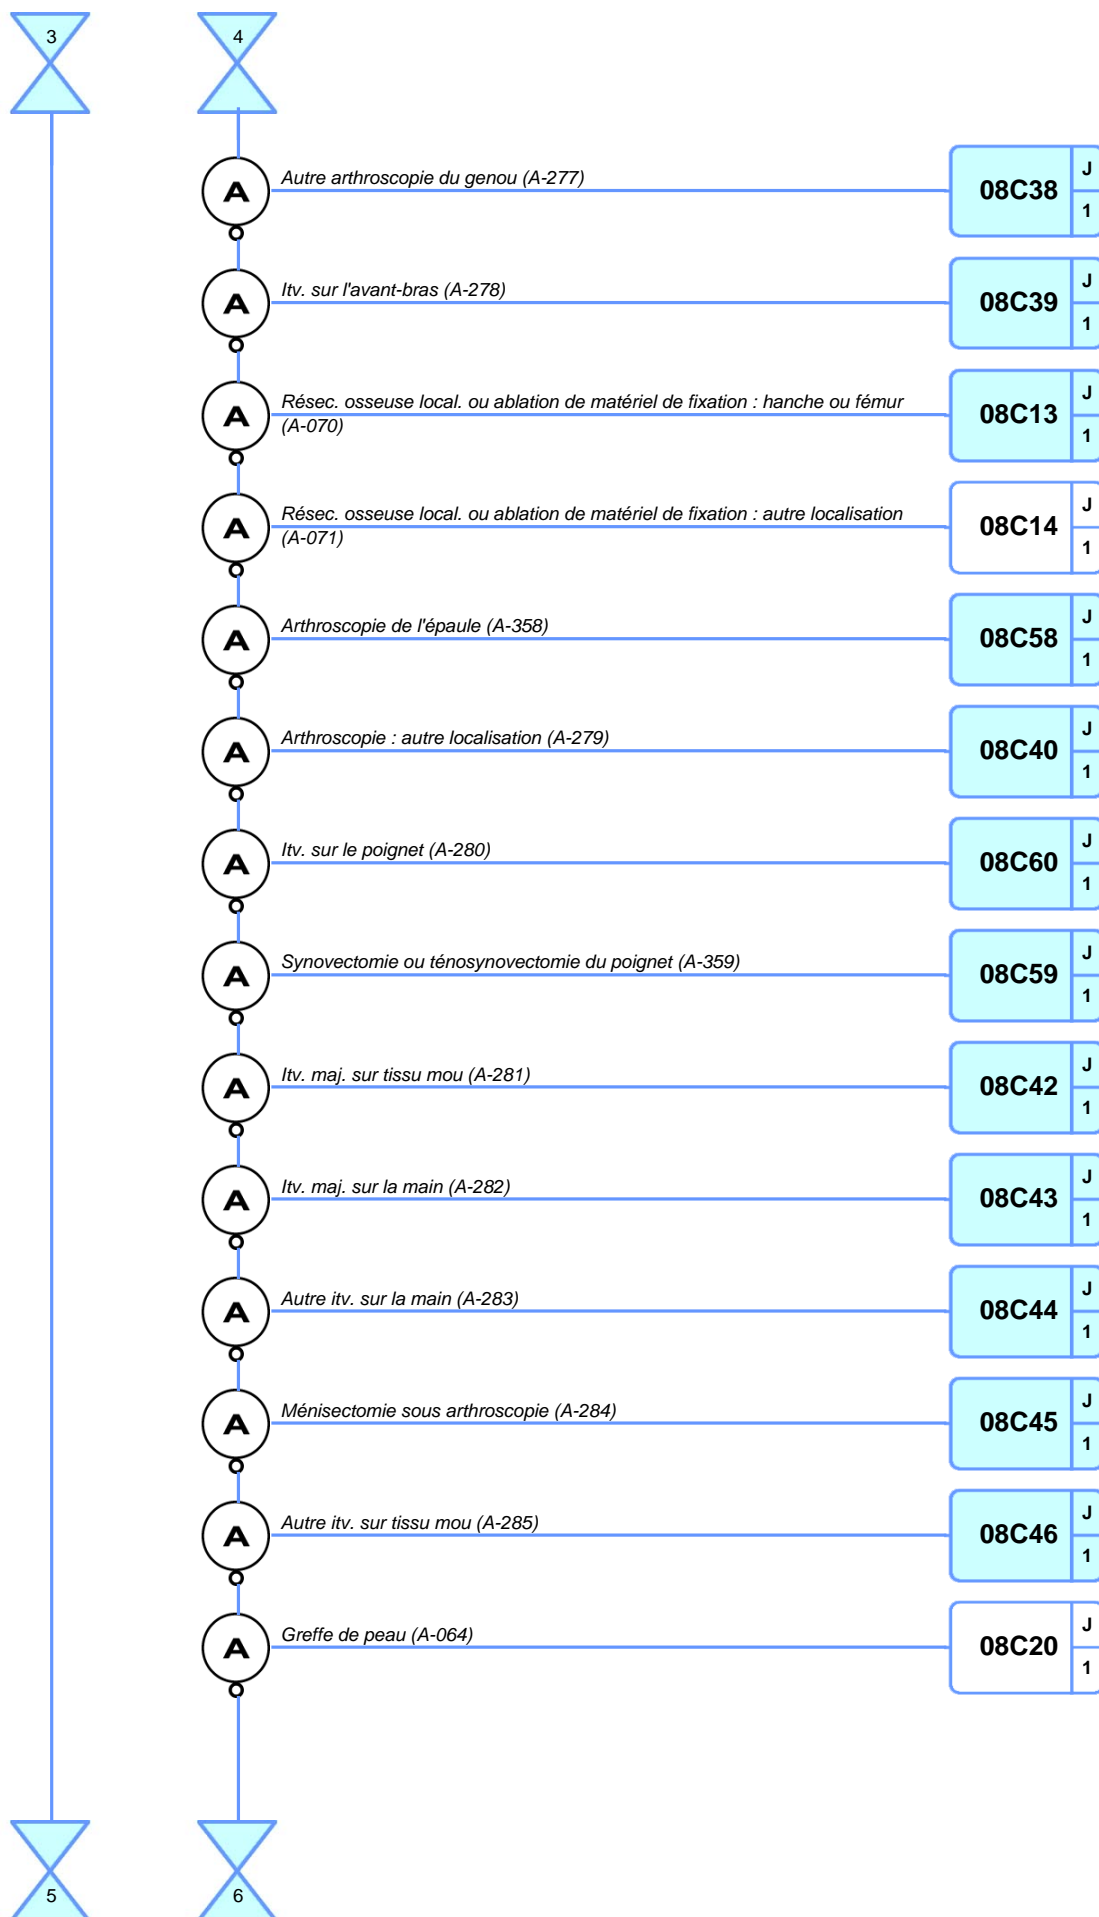 3
4
A
Autre arthroscopie du genou (A-277)
08C38
J
1
A
Itv. sur l'avant-bras (A-278)
08C39
J
1
A
Résec. osseuse local. ou ablation de matériel de fixation : hanche ou fémur
(A-070)
08C13
J
1
A
Résec. osseuse local. ou ablation de matériel de fixation : autre localisation
(A-071)
08C14
J
1
A
Arthroscopie de l'épaule (A-358)
08C58
J
1
A
Arthroscopie : autre localisation (A-279)
08C40
J
1
A
Itv. sur le poignet (A-280)
08C60
J
1
A
Synovectomie ou ténosynovectomie du poignet (A-359)
08C59
J
1
A
Itv. maj. sur tissu mou (A-281)
08C42
J
1
A
Itv. maj. sur la main (A-282)
08C43
J
1
A
Autre itv. sur la main (A-283)
08C44
J
1
A
Ménisectomie sous arthroscopie (A-284)
08C45
J
1
A
Autre itv. sur tissu mou (A-285)
08C46
J
1
A
Greffe de peau (A-064)
08C20
J
1
5
6